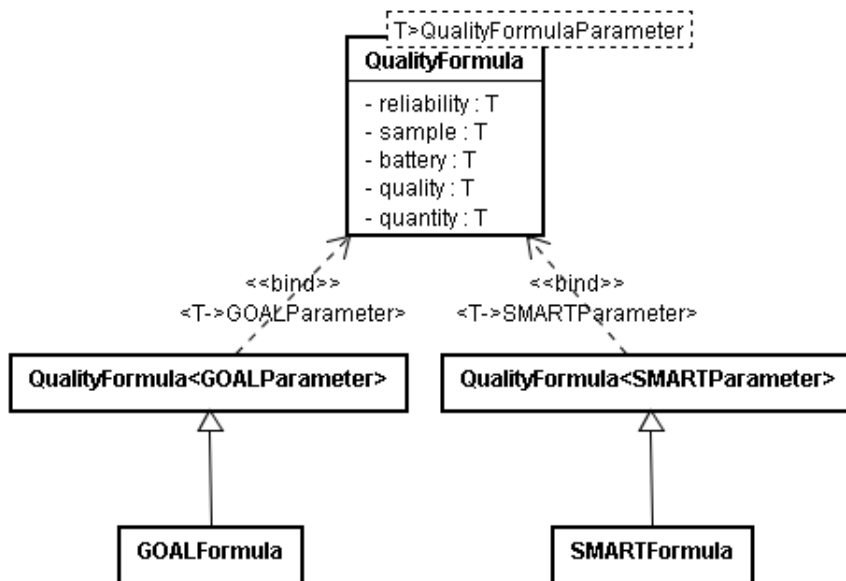 T>QualityFormulaParameter
QualityFormula
- reliability : T
- sample : T
- battery : T
- quality : T
- quantity : T
<<bind>>
<T->GOALParameter>
<<bind>>
<T->SMARTParameter>
QualityFormula<GOALParameter>
QualityFormula<SMARTParameter>
GOALFormula
SMARTFormula